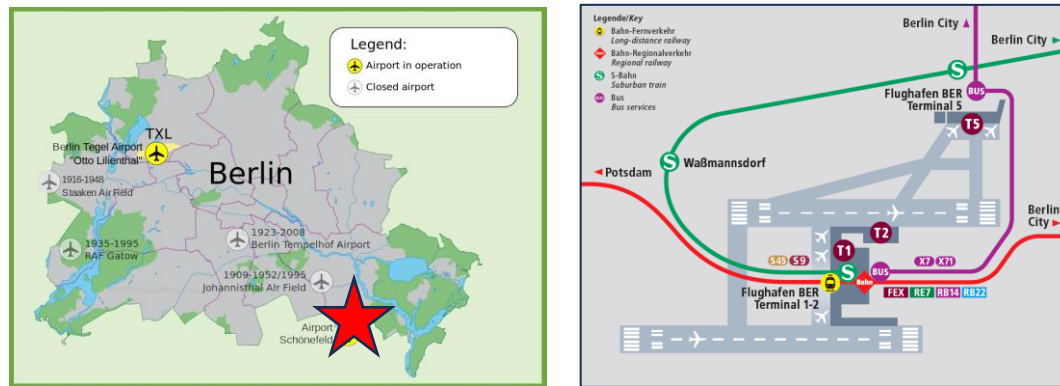 Legend:
Airport in operation
Closed airport
TXL
Berlin Tegel Airport
"Otto Lilienthal"
Berlin
1916-1948
Staaken Air Field
1935-1995
RAF Gatow
1923-2008
Berlin Tempelhof Airport
1909-1952/1995
Johannisthal Air Field
Airport
Schönefeld
Legende/Key
Bahn-Fernverkehr
Long-distance railway
Bahn-Regionalverkehr
Regional railway
S
S-Bahn
Suburban train
Bus
Bus services
Berlin City
Berlin City
S
Flughafen BER
Terminal 5
BUS
T5
S
Waßmannsdorf
Potsdam
Berlin
City
T2
T1
S45 S9
S
BUS
X7 X71
Bahn
Flughafen BER
Terminal 1-2
FEX RE7 RB14 RB22